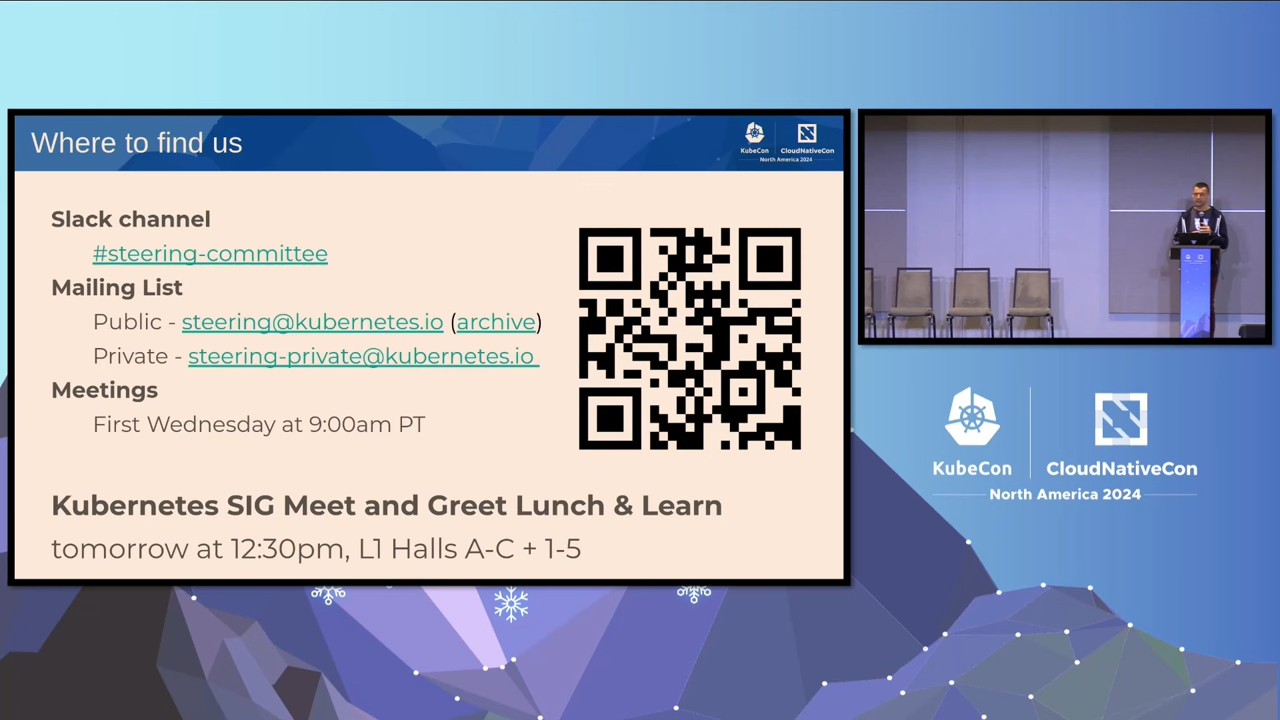 Where to find us
KubeCon
CloudNativeCon
North America 2024
Slack channel
#steering-committee
Mailing List
Public - steering@kubernetes.io (archive)
Private - steering-private@kubernetes.io
Meetings
First Wednesday at 9:00am PT
Kubernetes SIG Meet and Greet Lunch & Learn
tomorrow at 12:30pm, L1 Halls A-C + 1-5
KubeCon
CloudNativeCon
North America 2024